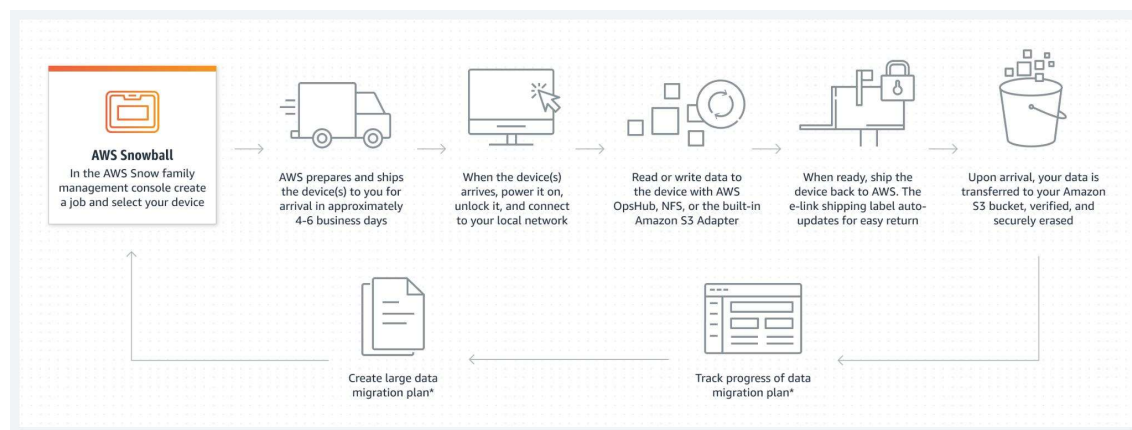 AWS Snowball
In the AWS Snow family
management console create
a job and select your device
AWS prepares and ships
the device(s) to you for
arrival in approximately
4-6 business days
When the device(s)
arrives, power it on,
unlock it, and connect
to your local network
Read or write data to
the device with AWS
OpsHub, NFS, or the built-in
Amazon S3 Adapter
When ready, ship the
device back to AWS. The
e-link shipping label auto-
updates for easy return
Upon arrival, your data is
transferred to your Amazon
S3 bucket, verified, and
securely erased
Create large data
migration plan*
Track progress of data
migration plan*